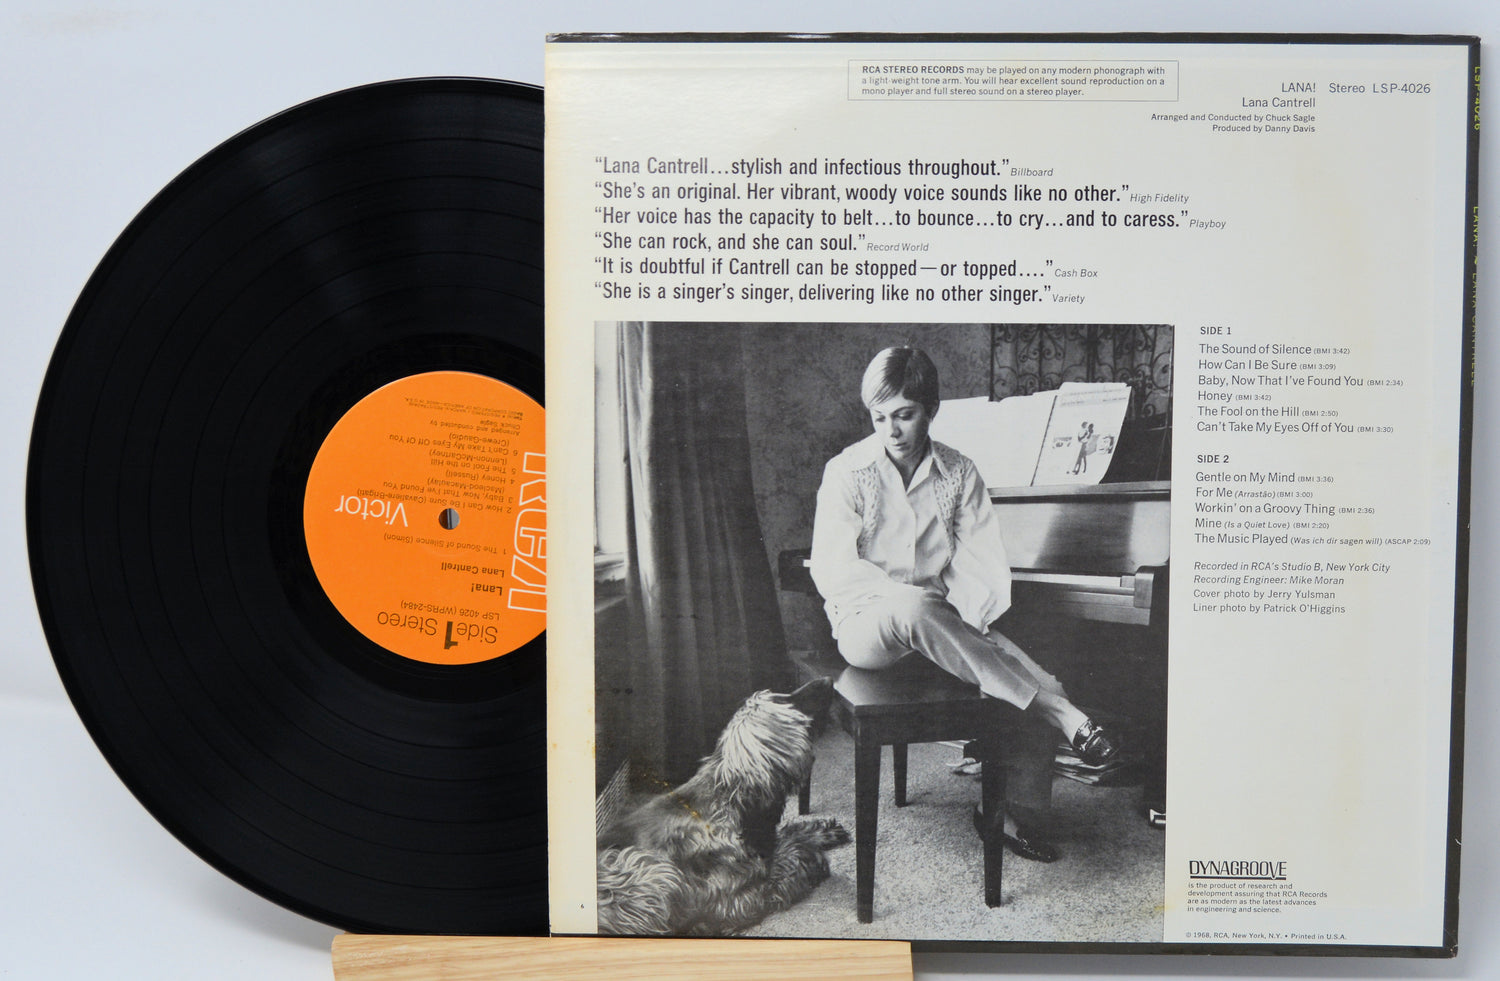 RCA STEREO RECORDS may be played on any modern phonograph with
a light-weight tone arm. You will hear excellent sound reproduction on a
mono player and full stereo sound on a stereo player.
LANA! Stereo LSP-4026
Lana Cantrell
Arranged and Conducted by Chuck Sagle
Produced by Danny Davis
“Lana Cantrell...stylish and infectious throughout.” Billboard
“She’s an original. Her vibrant, woody voice sounds like no other.” High Fidelity
“Her voice has the capacity to belt...to bounce...to cry...and to caress.” Playboy
“She can rock, and she can soul.” Record World
“It is doubtful if Cantrell can be stopped—or topped....” Cash Box
“She is a singer’s singer, delivering like no other singer.” Variety
SIDE 1
The Sound of Silence (BMI 3:42)
How Can I Be Sure (BMI 3:09)
Baby, Now That I’ve Found You (BMI 2:34)
Honey (BMI 3:42)
The Fool on the Hill (BMI 2:50)
Can’t Take My Eyes Off of You (BMI 3:30)
SIDE 2
Gentle on My Mind (BMI 3:36)
For Me (Arrastão) (BMI 3:00)
Workin’ on a Groovy Thing (BMI 2:36)
Mine (Is a Quiet Love) (BMI 2:20)
The Music Played (Was ich dir sagen will) (ASCAP 2:09)
Recorded in RCA’s Studio B, New York City
Recording Engineer: Mike Moran
Cover photo by Jerry Yulsman
Liner photo by Patrick O’Higgins
DYNAGROOVE
is the product of research and
development assuring that RCA Records
are as modern as the latest advances
in engineering and science.
© 1968, RCA, New York, N.Y. • Printed in U.S.A.
6
LSP-4026
LANA! LANA CANTRELL
RCA
Victor
Side 1 Stereo
LSP 4026 (WPRS-2484)
Lana!
Lana Cantrell
1 The Sound of Silence (Simon)
2 How Can I Be Sure (Cavaliere-Brigati)
3 Baby, Now That I've Found You
(Macleod-Macaulay)
4 Honey (Russell)
5 The Fool on the Hill
(Lennon-McCartney)
6 Can't Take My Eyes Off Of You
(Crewe-Gaudio)
Arranged and conducted by
Chuck Sagle